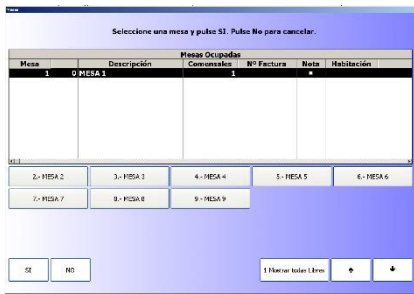 Seleccione una mesa y pulse SI. Pulse No para cancelar.
Mesas Ocupadas
Mesa Descripción Comensales Nº Factura Nota Habitación
1 0 MESA 1 1 *
2.- MESA 2 3.- MESA 3 4.- MESA 4 5.- MESA 5 6.- MESA 6
7.- MESA 7 8.- MESA 8 9.- MESA 9
SI NO 1 Mostrar todas Libres